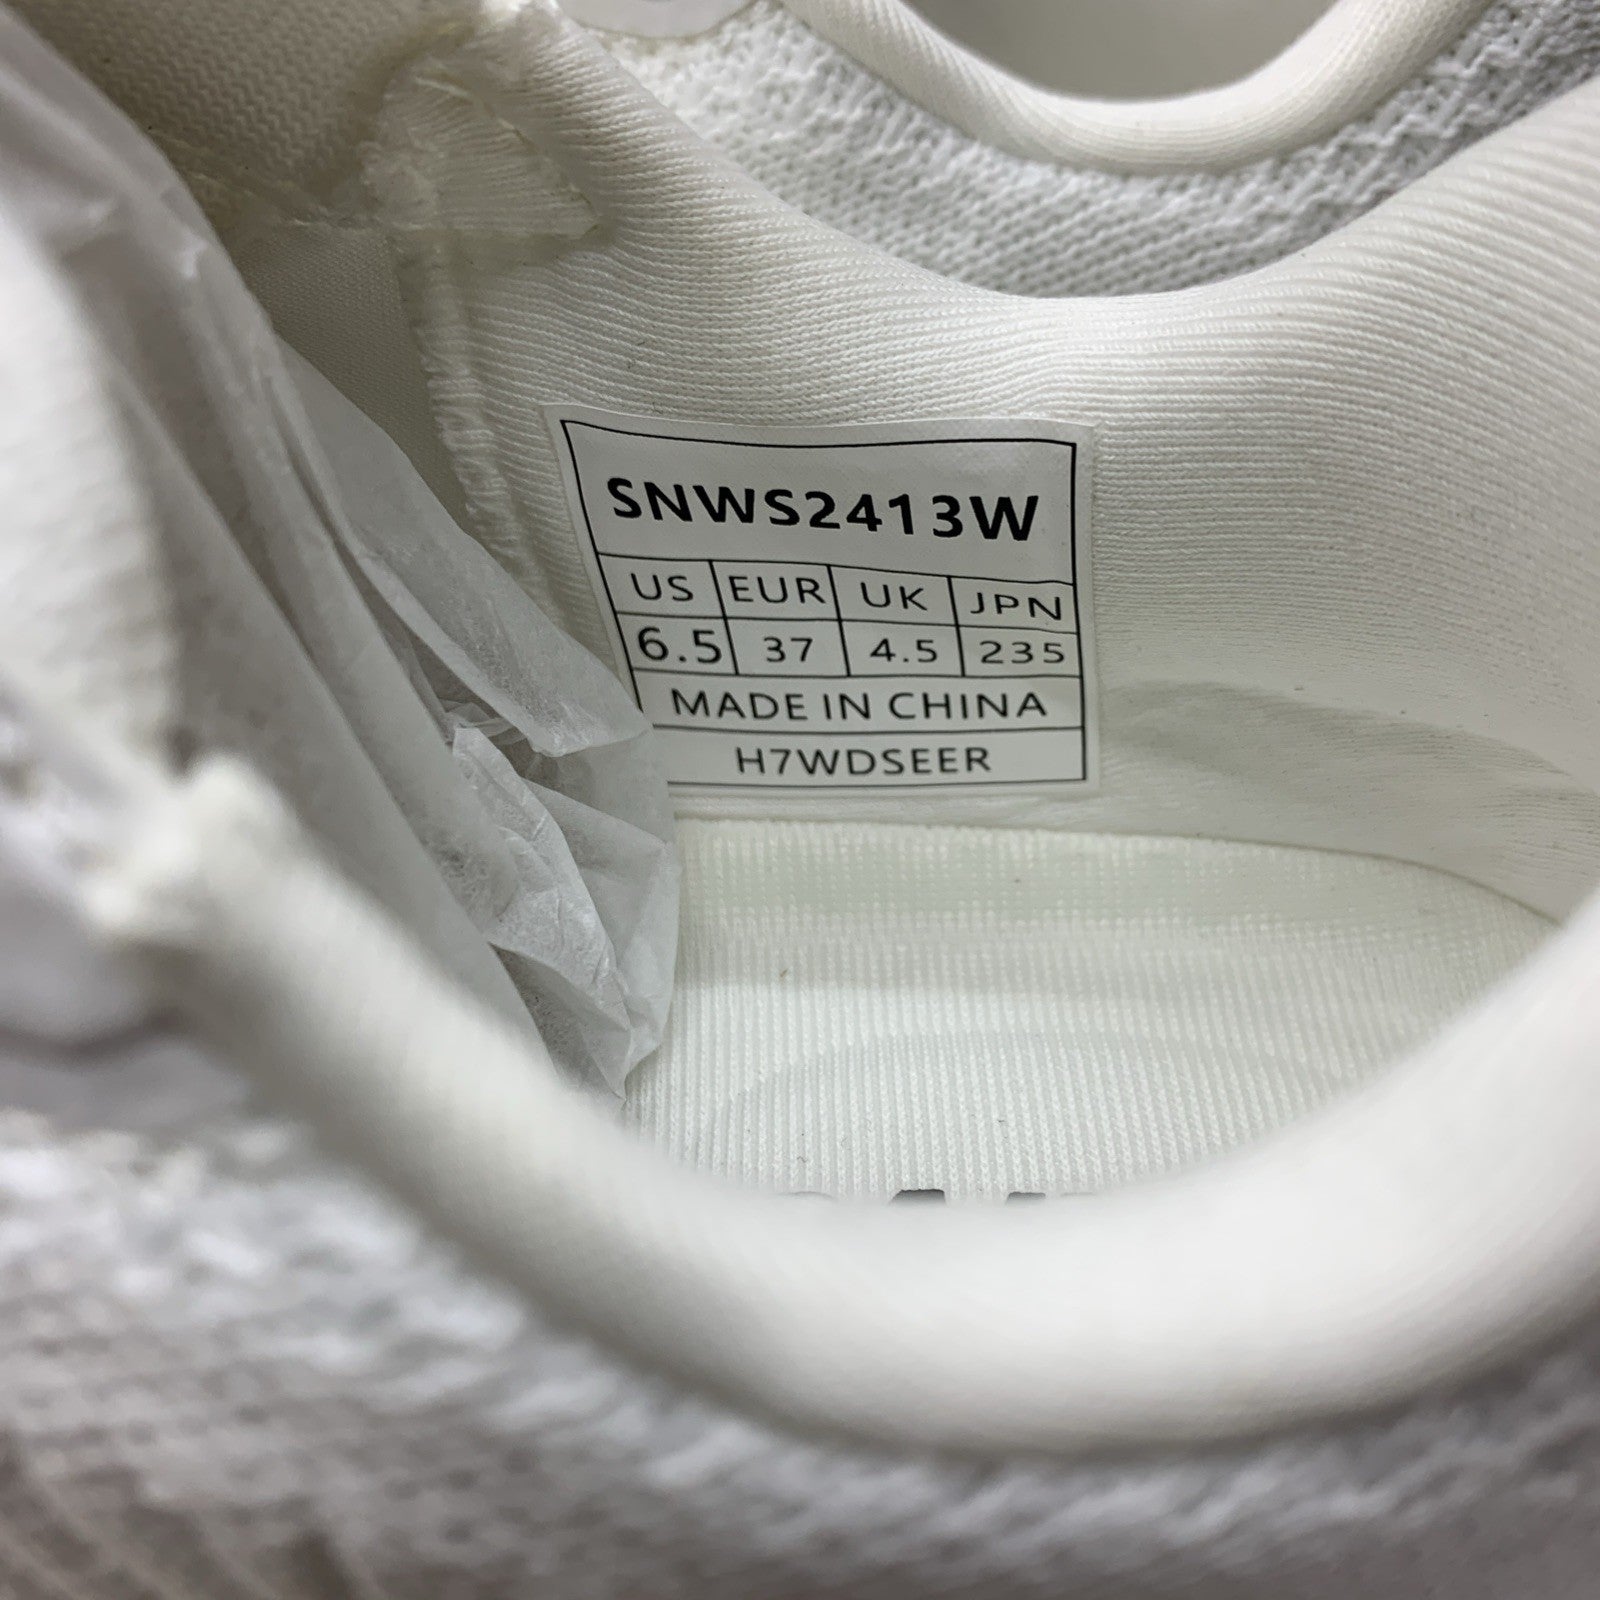 SNWS2413W
US EUR UK JPN
6.5 37 4.5 235
MADE IN CHINA
H7WDSEER